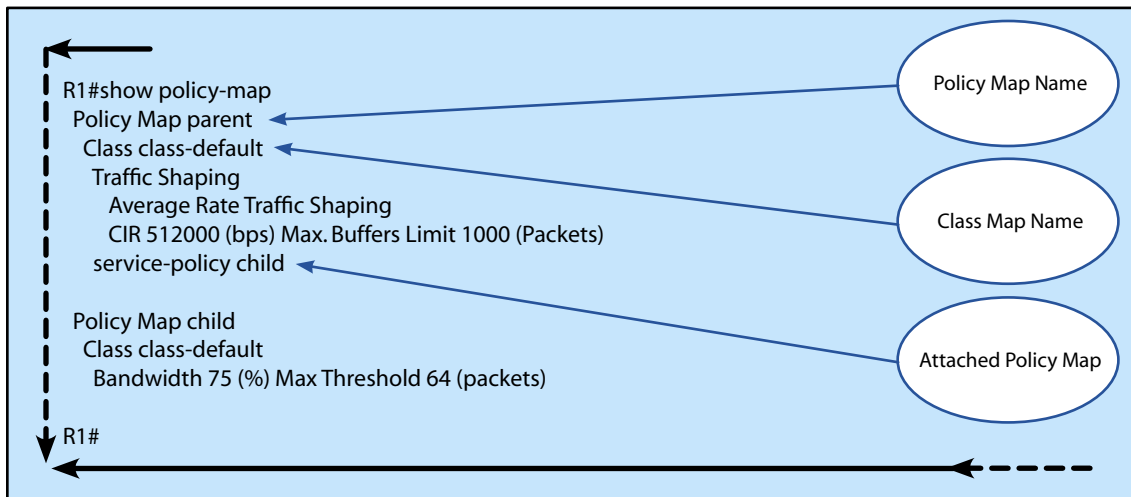 R1#show policy-map
Policy Map parent
Class class-default
Traffic Shaping
Average Rate Traffic Shaping
CIR 512000 (bps) Max. Buffers Limit 1000 (Packets)
service-policy child
Policy Map child
Class class-default
Bandwidth 75 (%) Max Threshold 64 (packets)
R1#
Policy Map Name
Class Map Name
Attached Policy Map